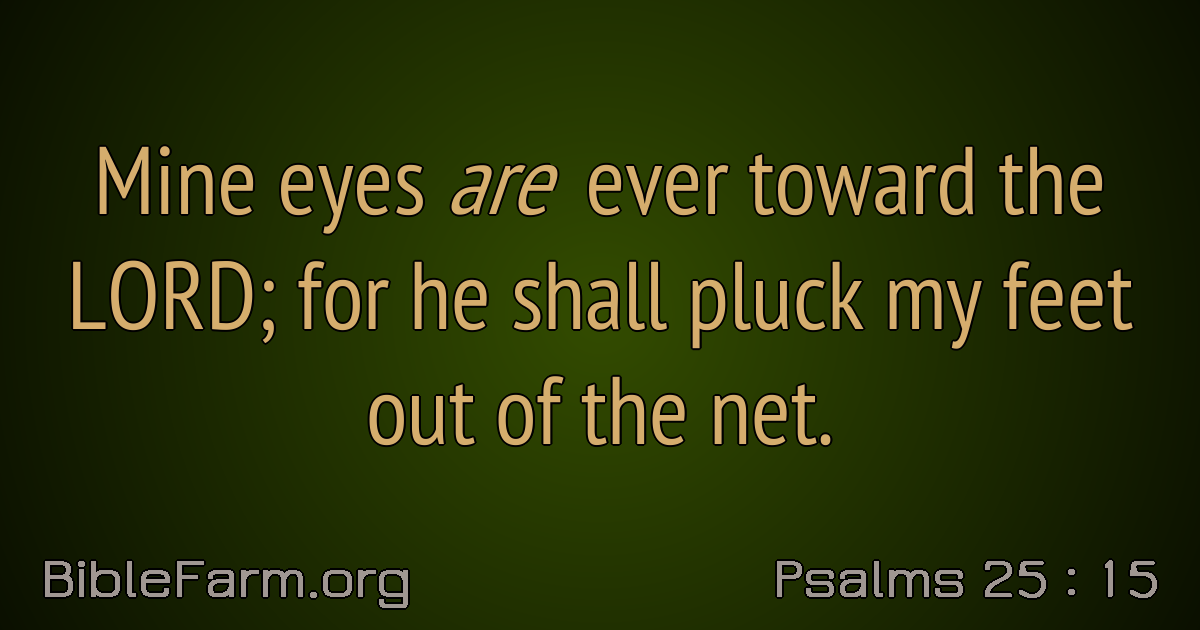 Mine eyes are ever toward the
LORD; for he shall pluck my feet
out of the net.
BibleFarm.org
Psalms 25 : 15